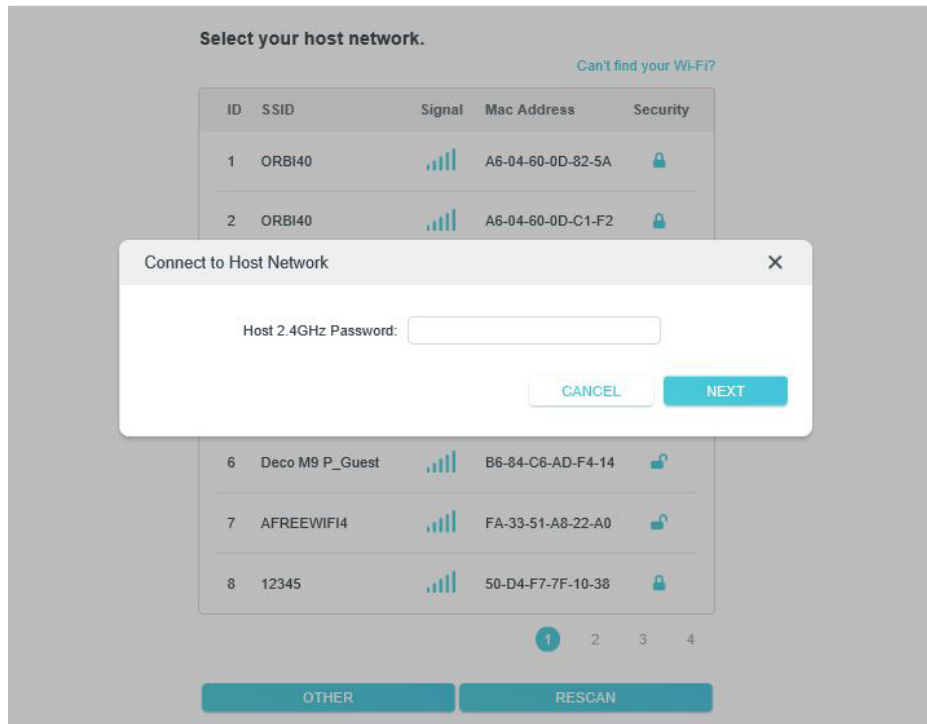 Select your host network.
Can't find your Wi-Fi?
ID SSID Signal Mac Address Security
1 ORBI40 A6-04-60-0D-82-5A
2 ORBI40 A6-04-60-0D-C1-F2
Connect to Host Network
Host 2.4GHz Password:
CANCEL NEXT
6 Deco M9 P_Guest B6-84-C6-AD-F4-14
7 AFREEWIFI4 FA-33-51-A8-22-A0
8 12345 50-D4-F7-7F-10-38
1 2 3 4
OTHER RESCAN